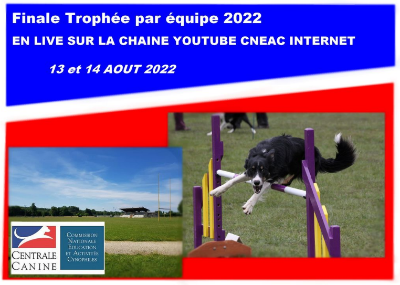 Finale Trophée par équipe 2022
EN LIVE SUR LA CHAINE YOUTUBE CNEAC INTERNET
13 et 14 AOUT 2022
CENTRALE
CANINE
COMMISSION
NATIONALE
EDUCATION
ET ACTIVITÉS
CYNOPHILES